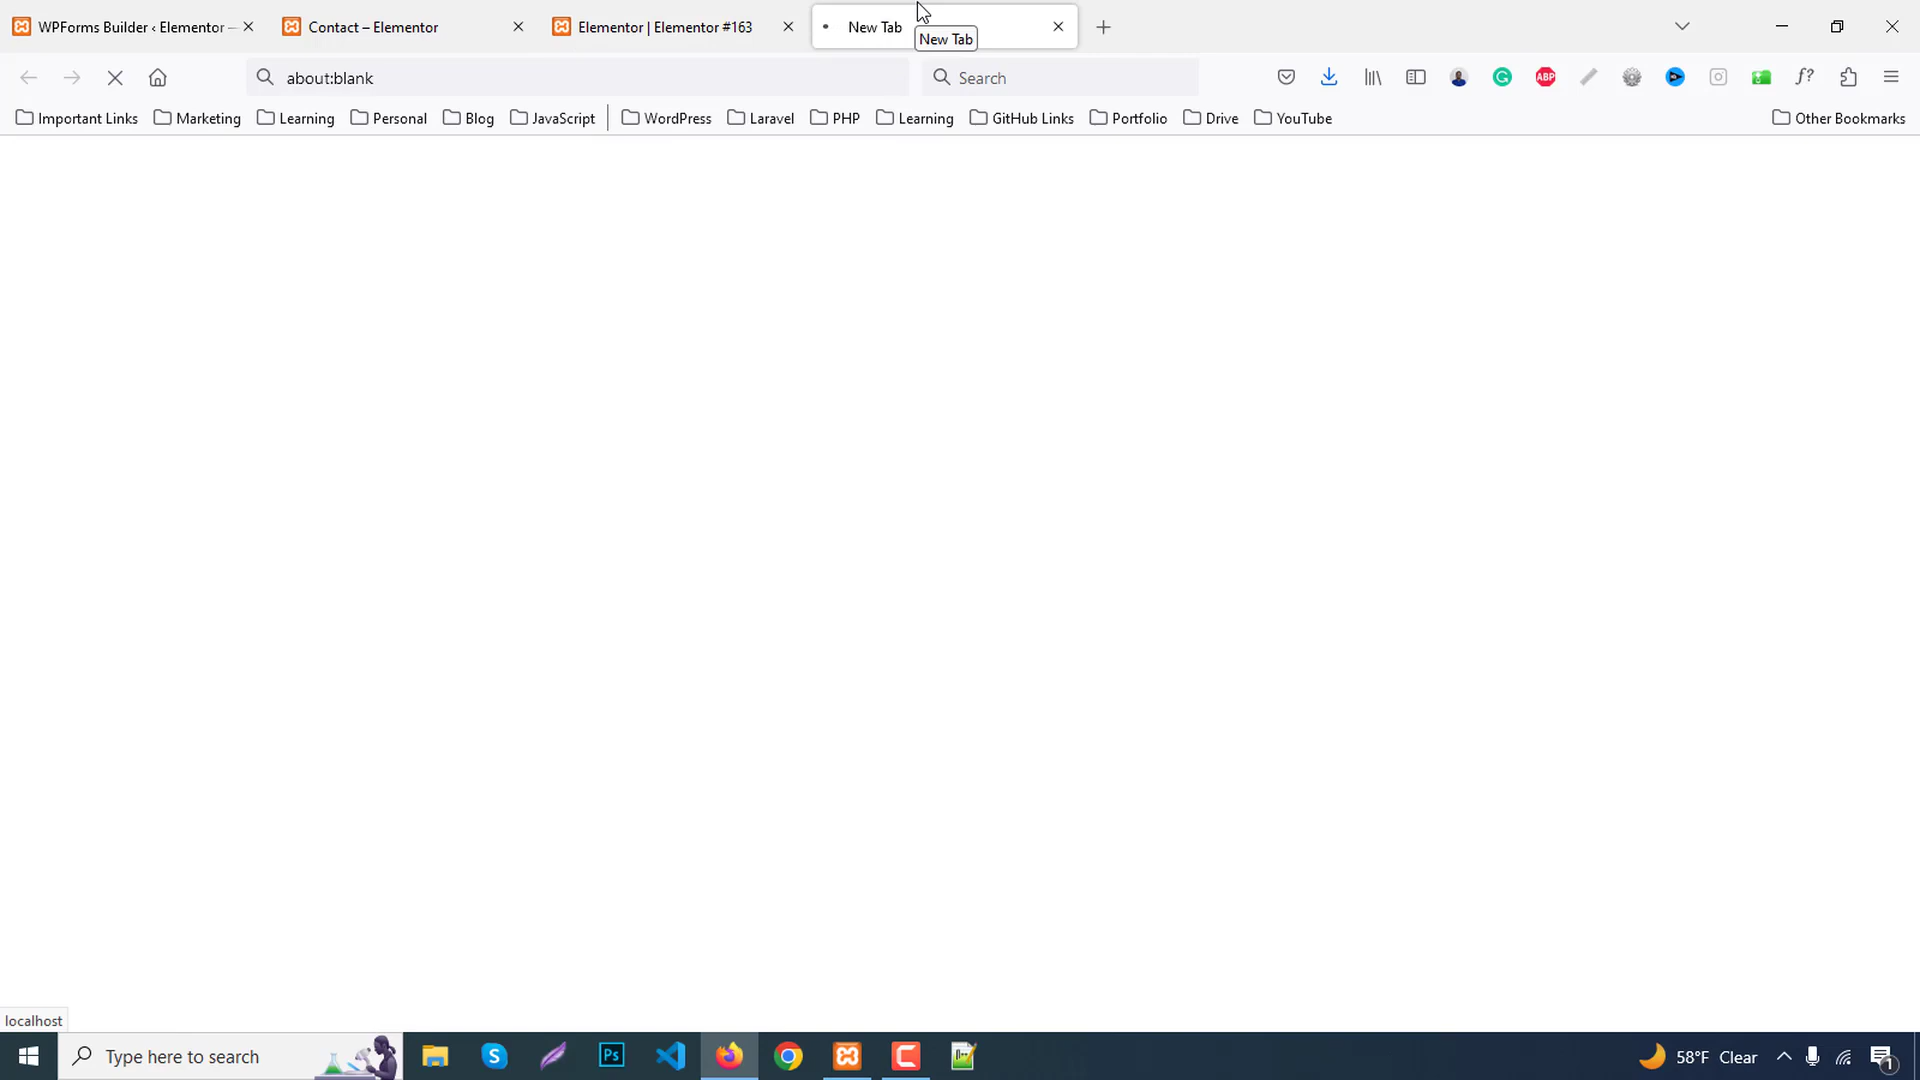 WPForms Builder ‹ Elementor — Contact – Elementor Elementor | Elementor #163 New Tab
New Tab
about:blank Search
Important Links Marketing Learning Personal Blog JavaScript WordPress Laravel PHP Learning GitHub Links Portfolio Drive YouTube Other Bookmarks
localhost
Type here to search 58°F Clear 1